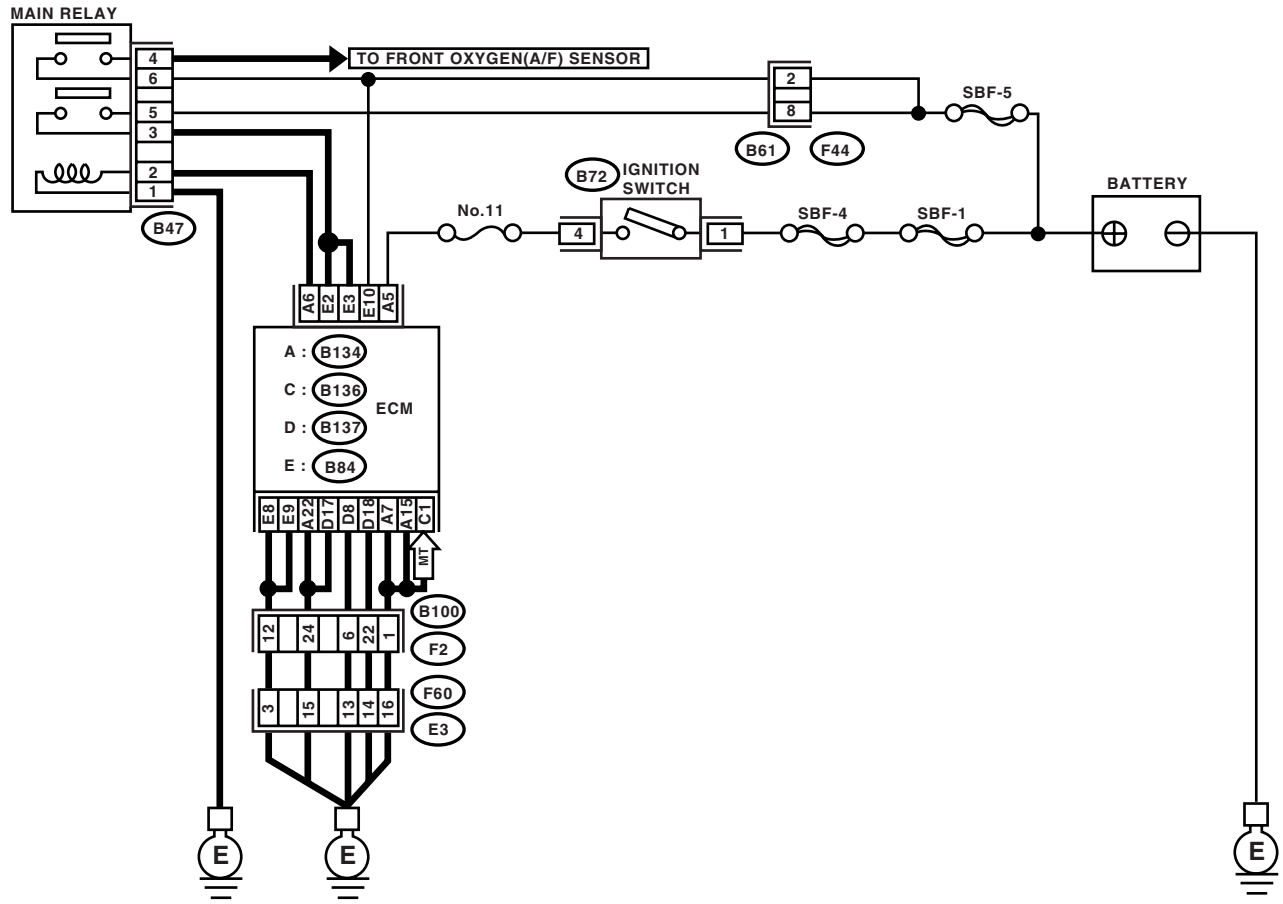 MAIN RELAY
4
6
5
3
2
1
B47
TO FRONT OXYGEN(A/F) SENSOR
2
8
B61
F44
SBF-5
B72
IGNITION
SWITCH
No.11
4
1
SBF-4
SBF-1
BATTERY
A6
E2
E3
E10
A5
A : B134
C : B136
ECM
D : B137
E : B84
E8
E9
A22
D17
D8
D18
A7
A15
C1
MT
12
24
6
22
1
B100
F2
3
15
13
14
16
F60
E3
E
E
E